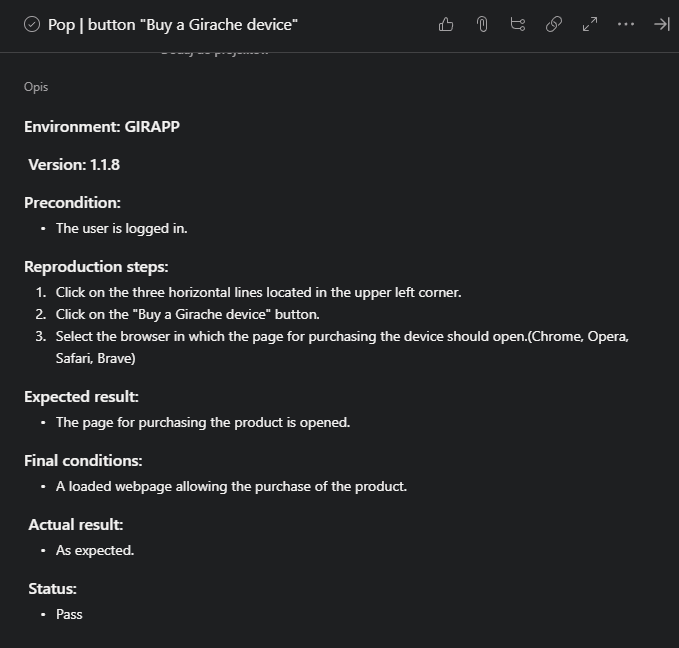 Pop | button "Buy a Girache device"
Opis
Environment: GIRAPP
Version: 1.1.8
Precondition:
• The user is logged in.
Reproduction steps:
1. Click on the three horizontal lines located in the upper left corner.
2. Click on the "Buy a Girache device" button.
3. Select the browser in which the page for purchasing the device should open.(Chrome, Opera,
Safari, Brave)
Expected result:
• The page for purchasing the product is opened.
Final conditions:
• A loaded webpage allowing the purchase of the product.
Actual result:
• As expected.
Status:
• Pass